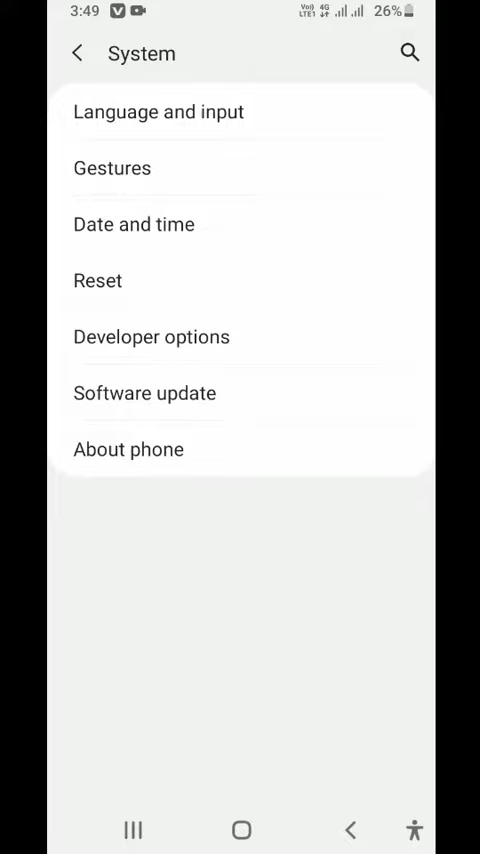 3:49 26%
System
Language and input
Gestures
Date and time
Reset
Developer options
Software update
About phone